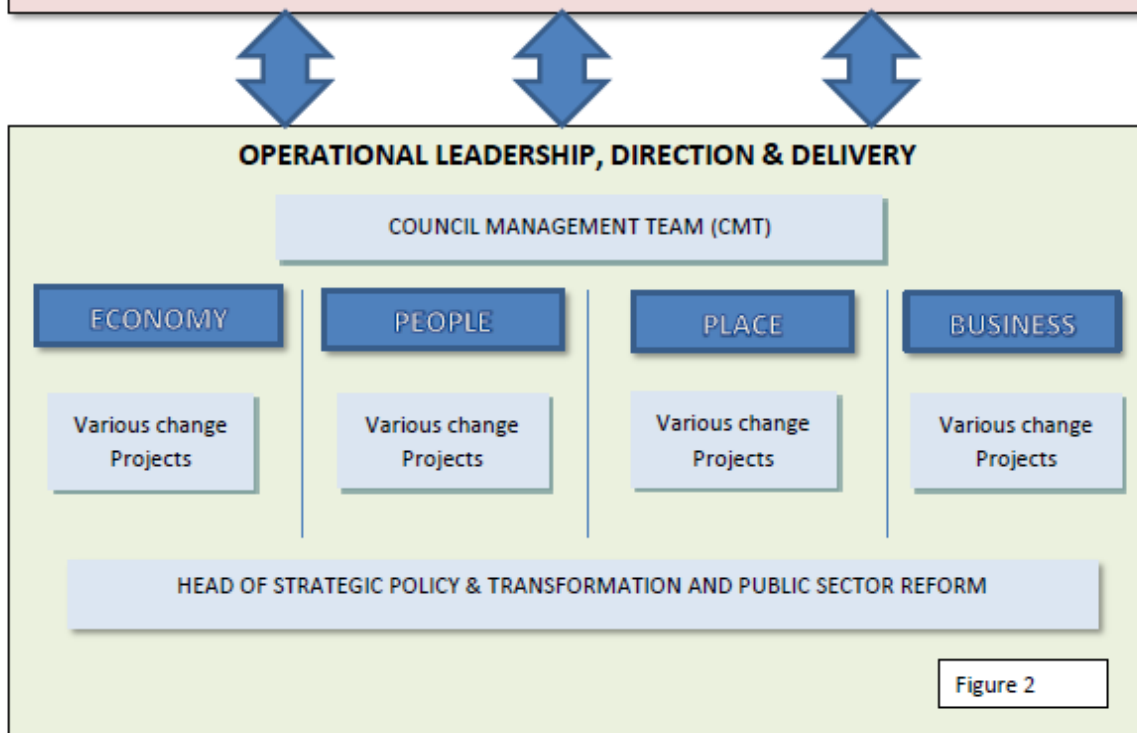 OPERATIONAL LEADERSHIP, DIRECTION & DELIVERY
COUNCIL MANAGEMENT TEAM (CMT)
ECONOMY
PEOPLE
PLACE
BUSINESS
Various change
Projects
Various change
Projects
Various change
Projects
Various change
Projects
HEAD OF STRATEGIC POLICY & TRANSFORMATION AND PUBLIC SECTOR REFORM
Figure 2